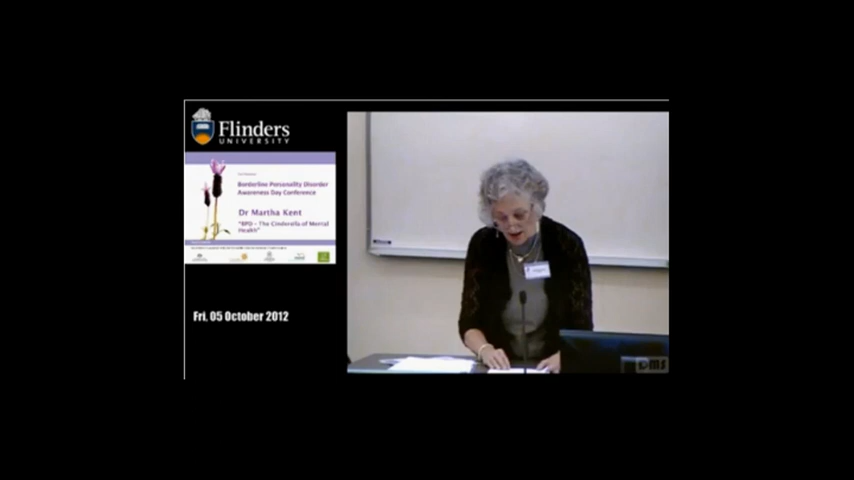 Flinders
UNIVERSITY
Borderline Personality Disorder
Awareness Day Conference
Dr Martha Kent
"BPD - The Cinderella of Mental
Health"
Fri, 05 October 2012